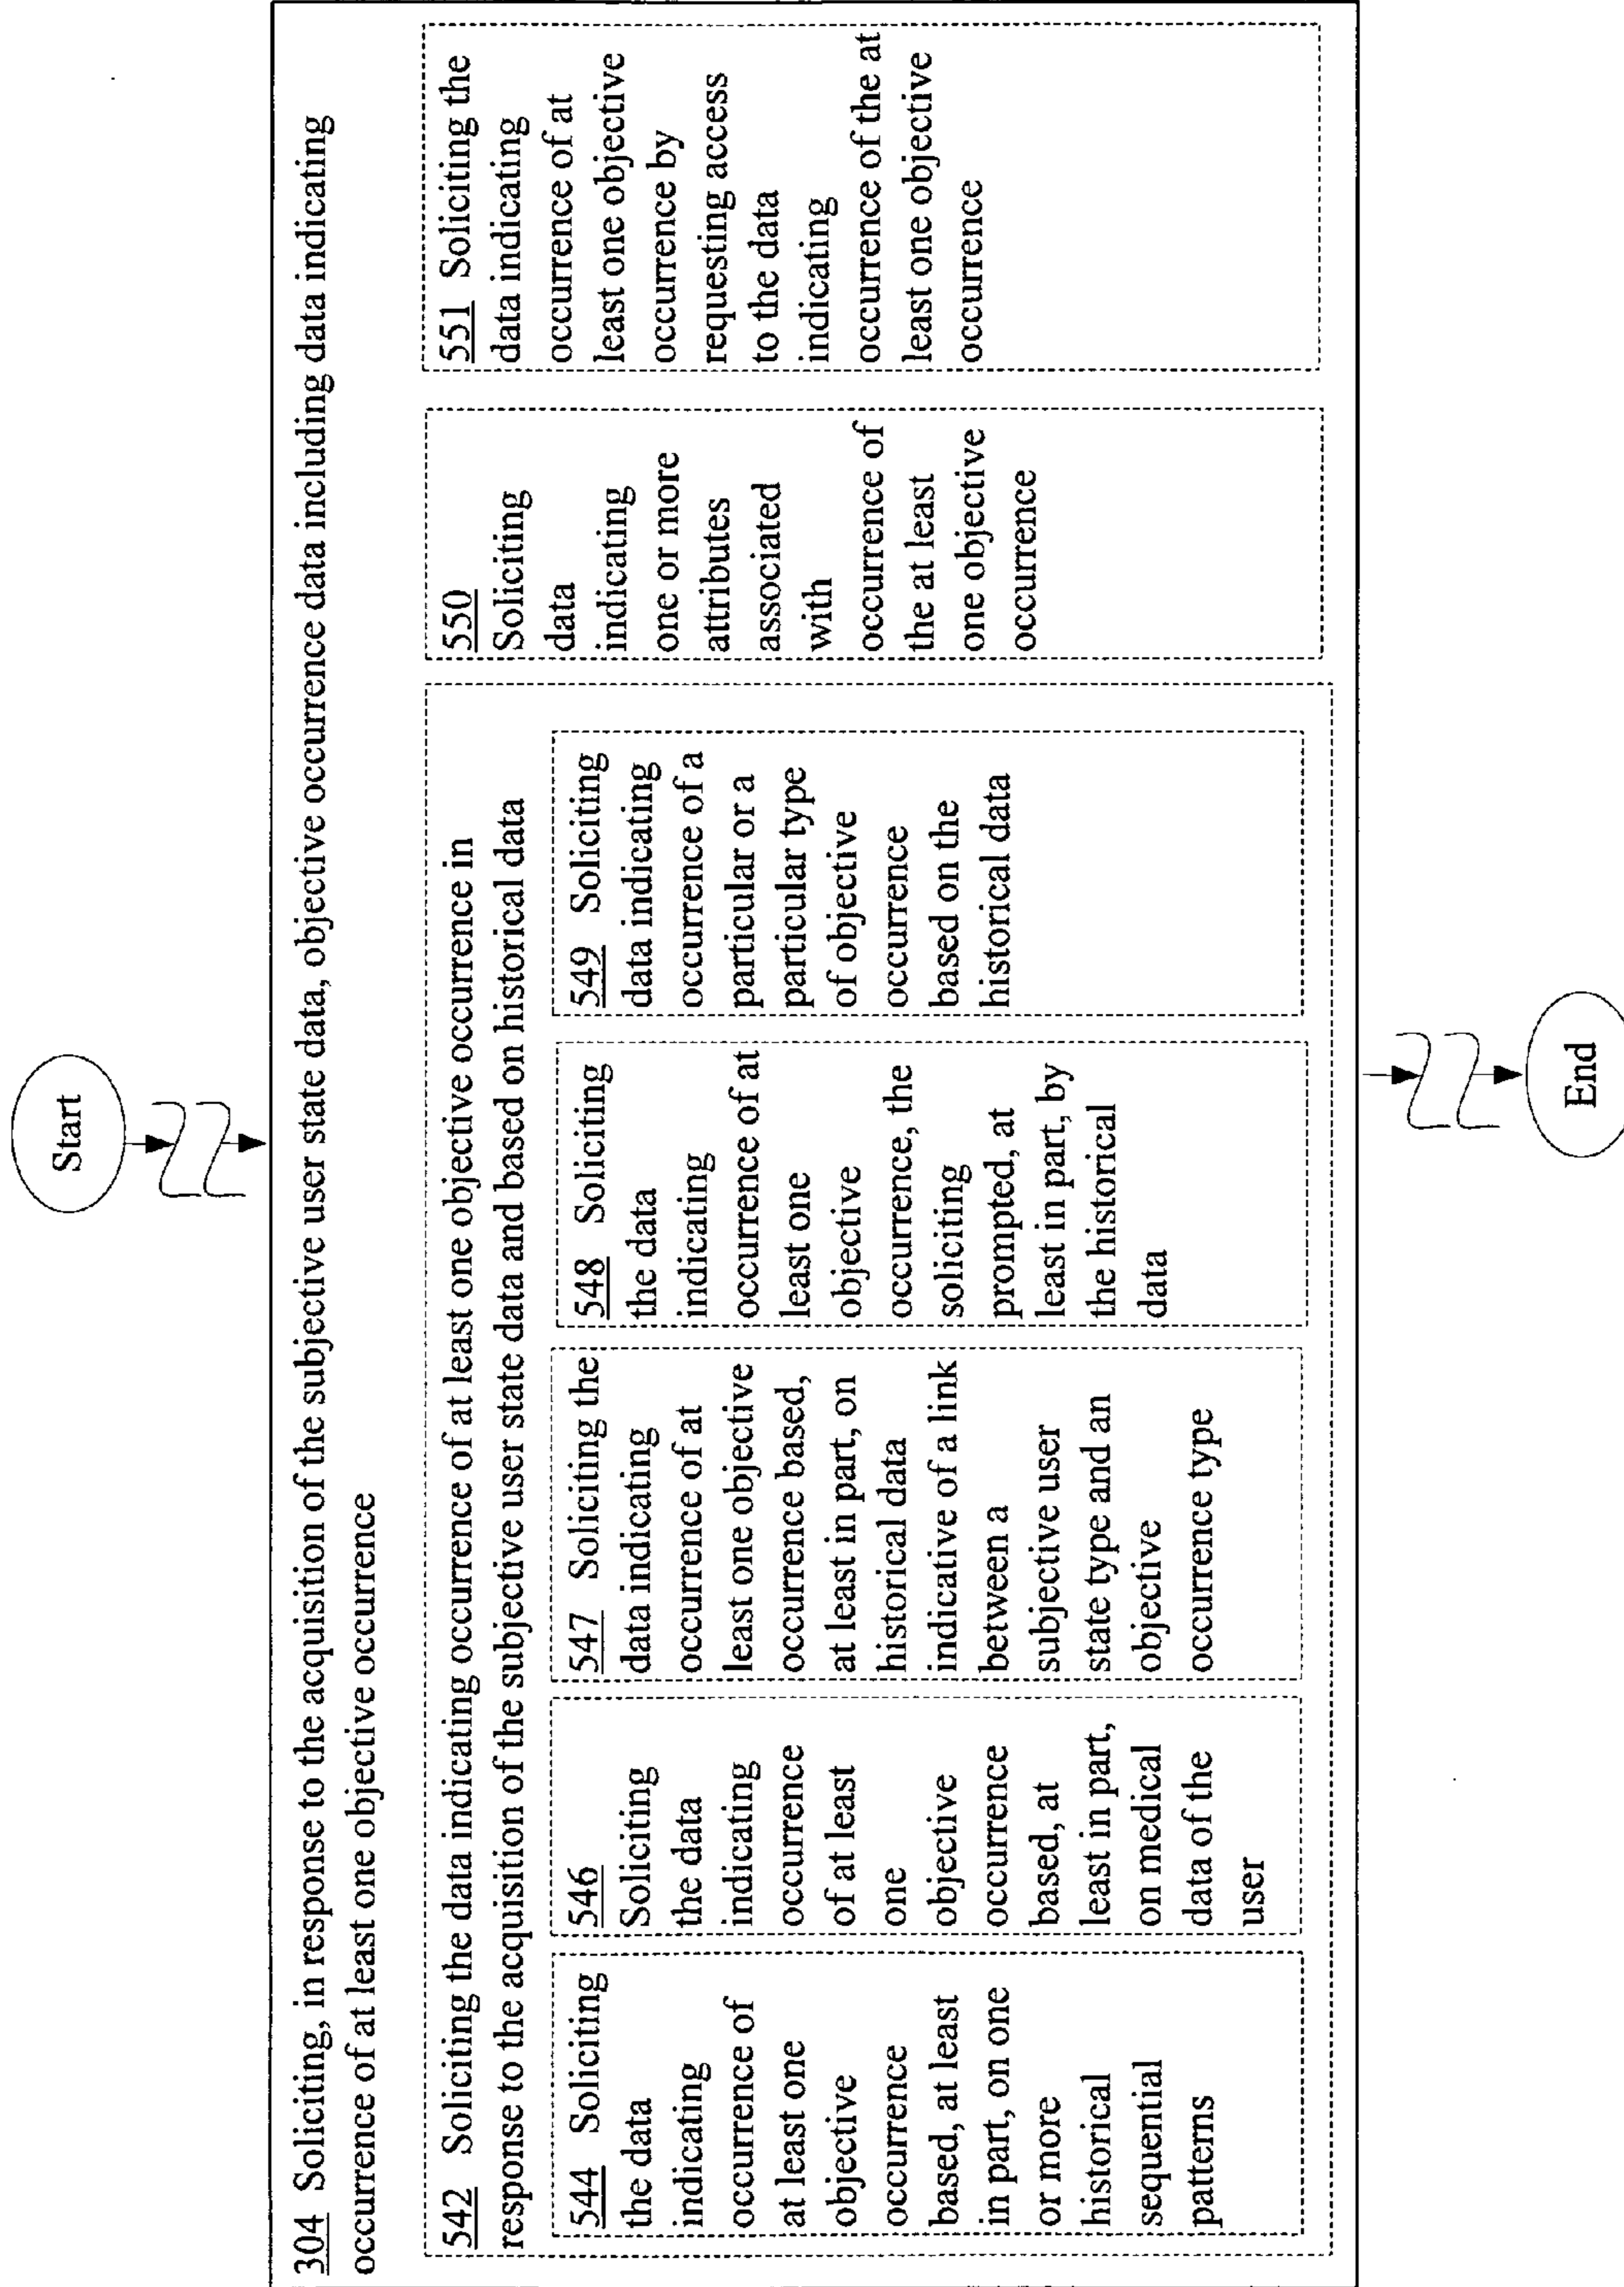 Start
304 Soliciting, in response to the acquisition of the subjective user state data, objective occurrence data including data indicating
occurrence of at least one objective occurrence
542 Soliciting the data indicating occurrence of at least one objective occurrence in
response to the acquisition of the subjective user state data and based on historical data
544 Soliciting
the data
indicating
occurrence of
at least one
objective
occurrence
based, at least
in part, on one
or more
historical
sequential
patterns
546
Soliciting
the data
indicating
occurrence
of at least
one
objective
occurrence
based, at
least in part,
on medical
data of the
user
547 Soliciting the
data indicating
occurrence of at
least one objective
occurrence based,
at least in part, on
historical data
indicative of a link
between a
subjective user
state type and an
objective
occurrence type
548 Soliciting
the data
indicating
occurrence of at
least one
objective
occurrence, the
soliciting
prompted, at
least in part, by
the historical
data
549 Soliciting
data indicating
occurrence of a
particular or a
particular type
of objective
occurrence
based on the
historical data
550
Soliciting
data
indicating
one or more
attributes
associated
with
occurrence of
the at least
one objective
occurrence
551 Soliciting the
data indicating
occurrence of at
least one objective
occurrence by
requesting access
to the data
indicating
occurrence of the at
least one objective
occurrence
End